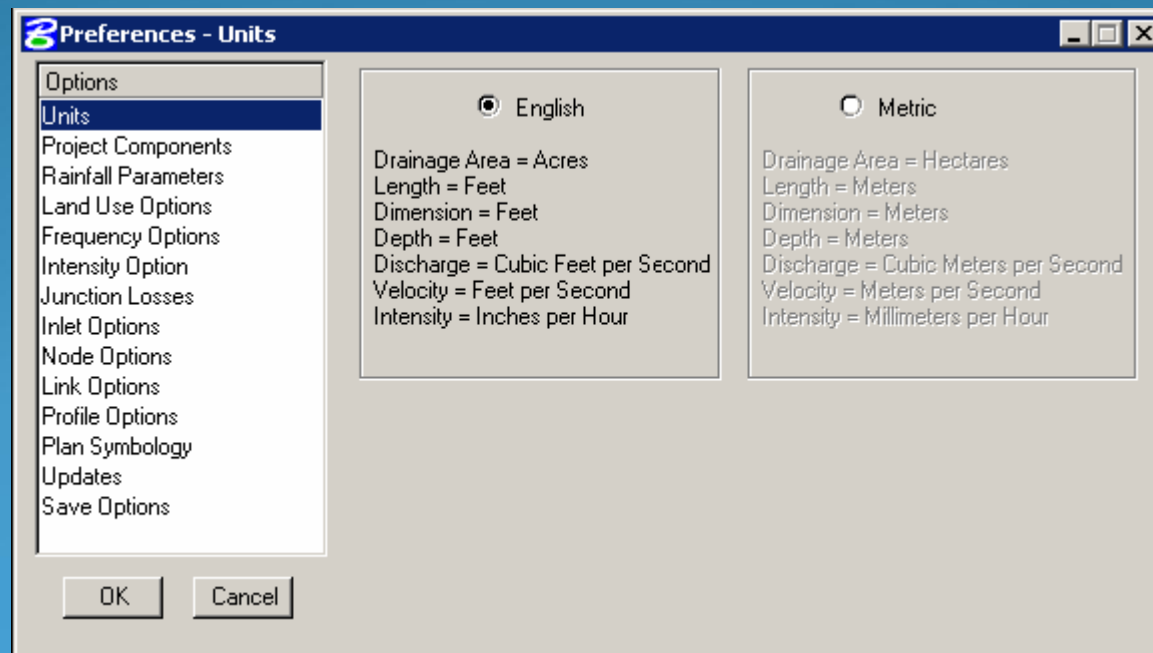 Preferences - Units
Options
Units
Project Components
Rainfall Parameters
Land Use Options
Frequency Options
Intensity Option
Junction Losses
Inlet Options
Node Options
Link Options
Profile Options
Plan Symbology
Updates
Save Options
OK
Cancel
English
Drainage Area = Acres
Length = Feet
Dimension = Feet
Depth = Feet
Discharge = Cubic Feet per Second
Velocity = Feet per Second
Intensity = Inches per Hour
Metric
Drainage Area = Hectares
Length = Meters
Dimension = Meters
Depth = Meters
Discharge = Cubic Meters per Second
Velocity = Meters per Second
Intensity = Millimeters per Hour